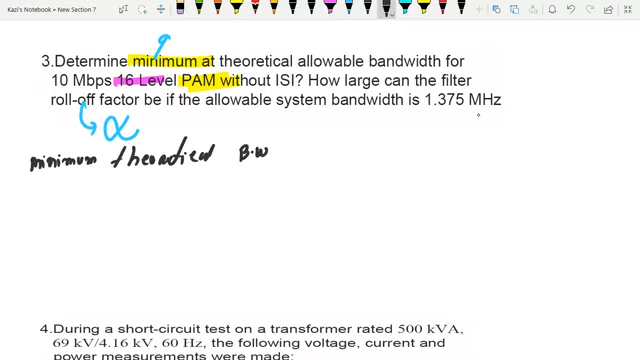 Kazi's Notebook » New Section 7
3.Determine minimum at theoretical allowable bandwidth for
10 Mbps 16 Level PAM without ISI? How large can the filter
roll-off factor be if the allowable system bandwidth is 1.375 MHz
α
minimum theoretical B.W
4.During a short-circuit test on a transformer rated 500 kVA,
69 kV/4.16 kV, 60 Hz, the following voltage, current and
power measurements were made: